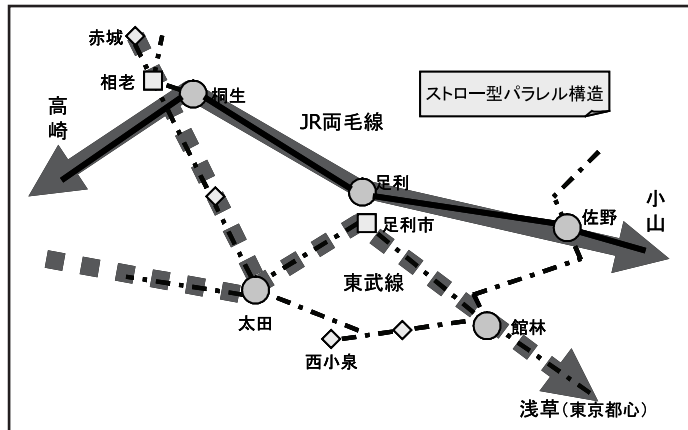 赤城
相老
桐生
高崎
ストロー型パラレル構造
JR両毛線
足利
小山
佐野
足利市
東武線
太田
館林
西小泉
浅草(東京都心)